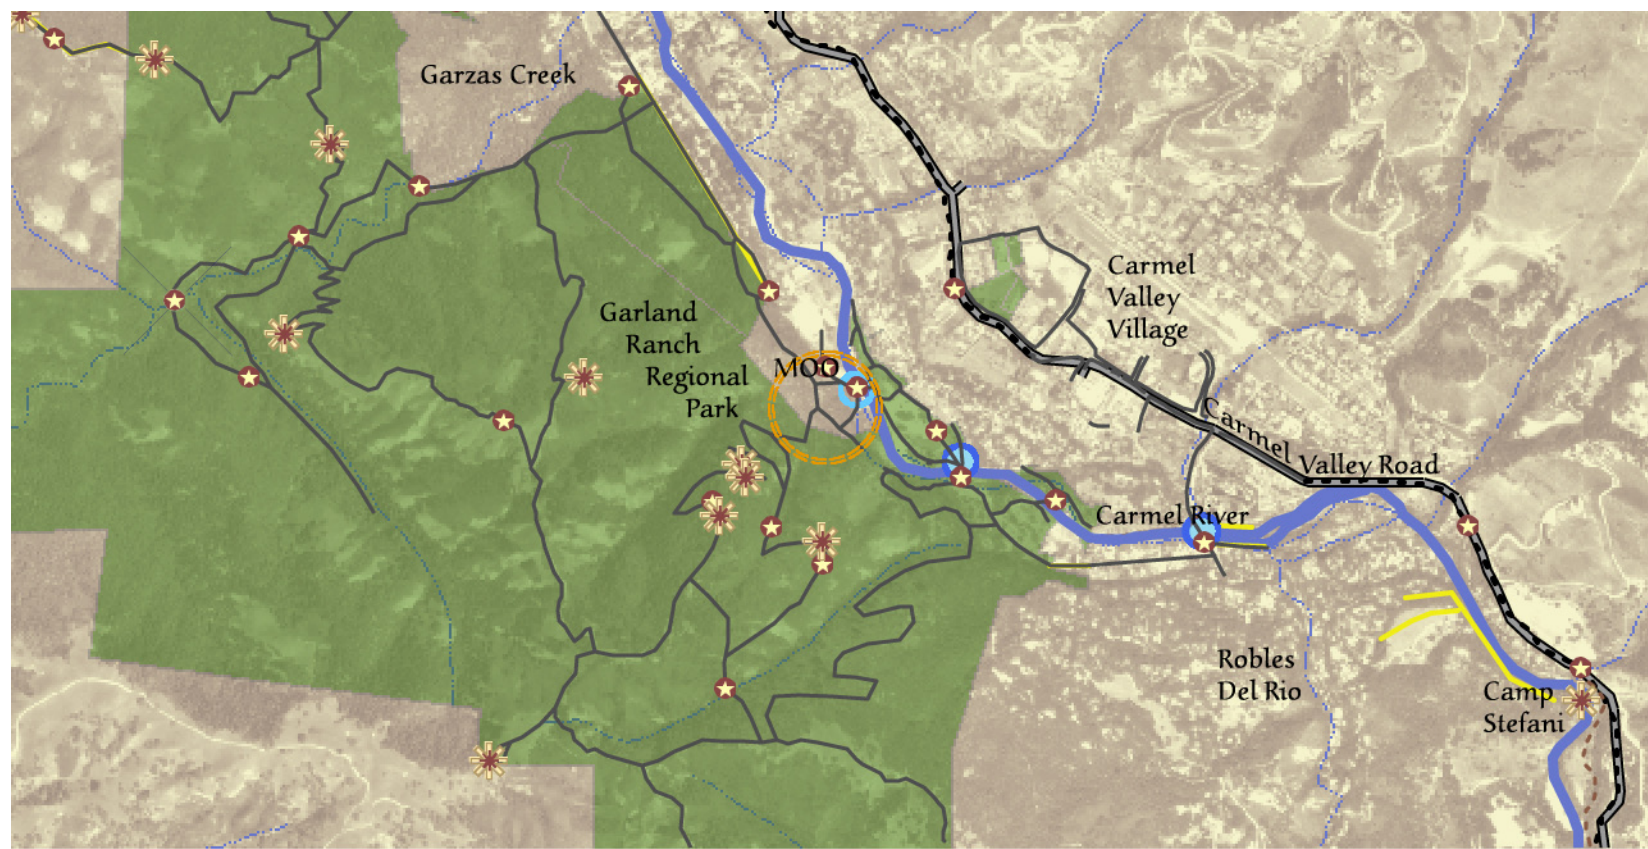 Garzas Creek
Carmel
Valley
Village
Garland
Ranch
Regional
Park
MOO
Carmel Valley Road
Carmel River
Robles
Del Rio
Camp
Stefani